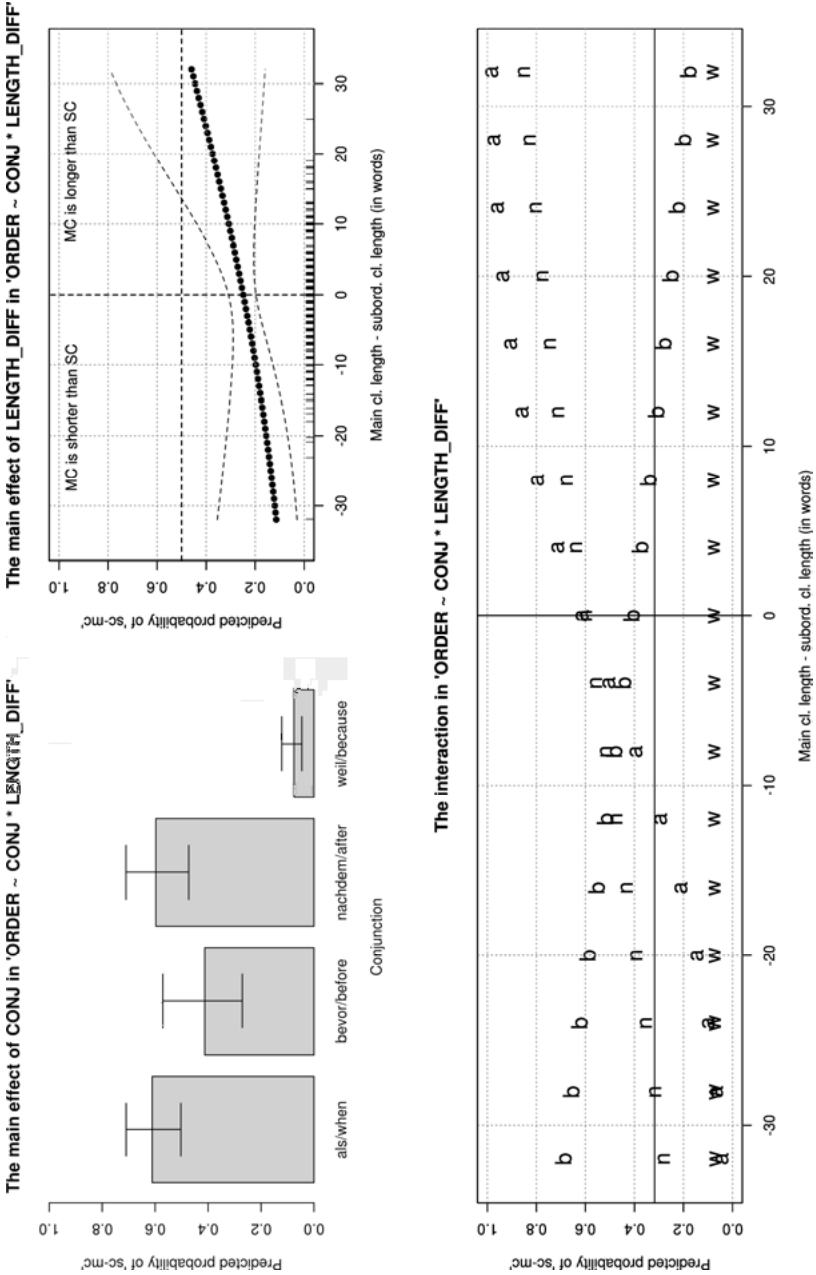 The main effect of CONJ in 'ORDER ~ CONJ * LENGTH_DIFF'
Predicted probability of 'sc-mc'
1.0
0.8
0.6
0.4
0.2
0.0
als/when bevor/before nachdem/after weil/because
Conjunction
The main effect of LENGTH_DIFF in 'ORDER ~ CONJ * LENGTH_DIFF'
Predicted probability of 'sc-mc'
1.0
0.8
0.6
0.4
0.2
0.0
MC is shorter than SC MC is longer than SC
-30 -20 -10 0 10 20 30
Main cl. length - subord. cl. length (in words)
The interaction in 'ORDER ~ CONJ * LENGTH_DIFF'
Predicted probability of 'sc-mc'
1.0
0.8
0.6
0.4
0.2
0.0
b n w a
b n w a
b n a w
b n a w
b n a w
b n a w
w
w
a n b w
a n b w
a n b w
a n b w
a n b w
a n b w
a n b w
a n b w
a n b w
-30 -20 -10 0 10 20 30
Main cl. length - subord. cl. length (in words)